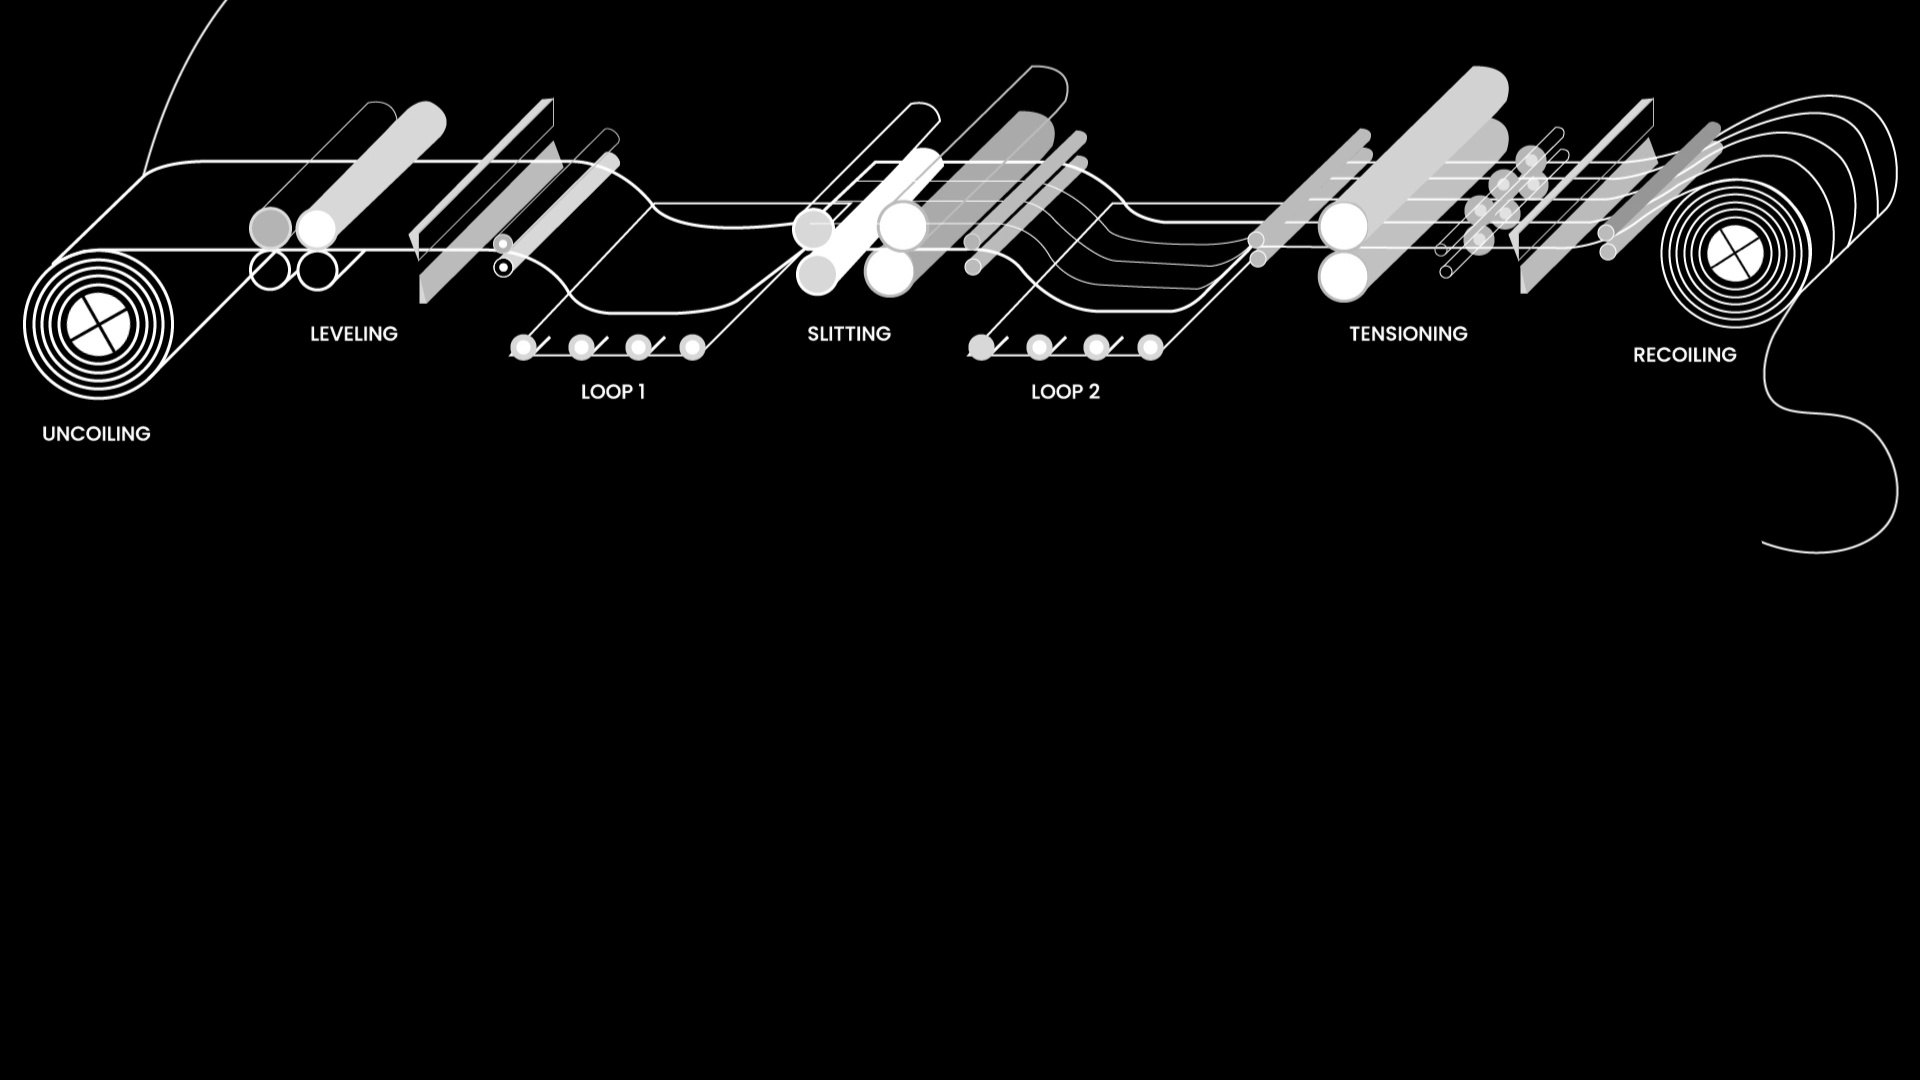 UNCOILING
LEVELING
LOOP 1
SLITTING
LOOP 2
TENSIONING
RECOILING